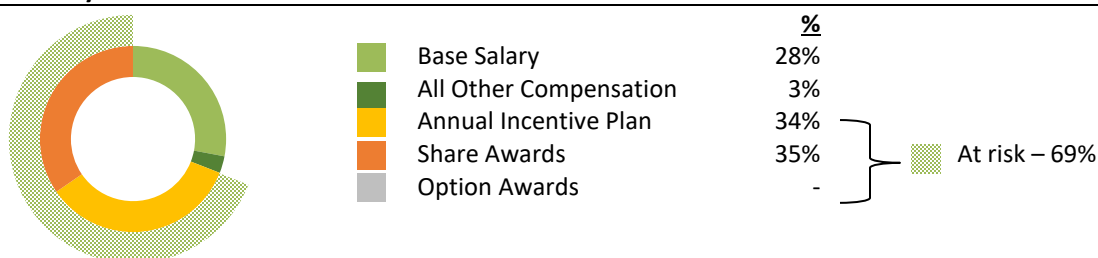 %
Base Salary 28%
All Other Compensation 3%
Annual Incentive Plan 34%
Share Awards 35%
At risk – 69%
Option Awards -